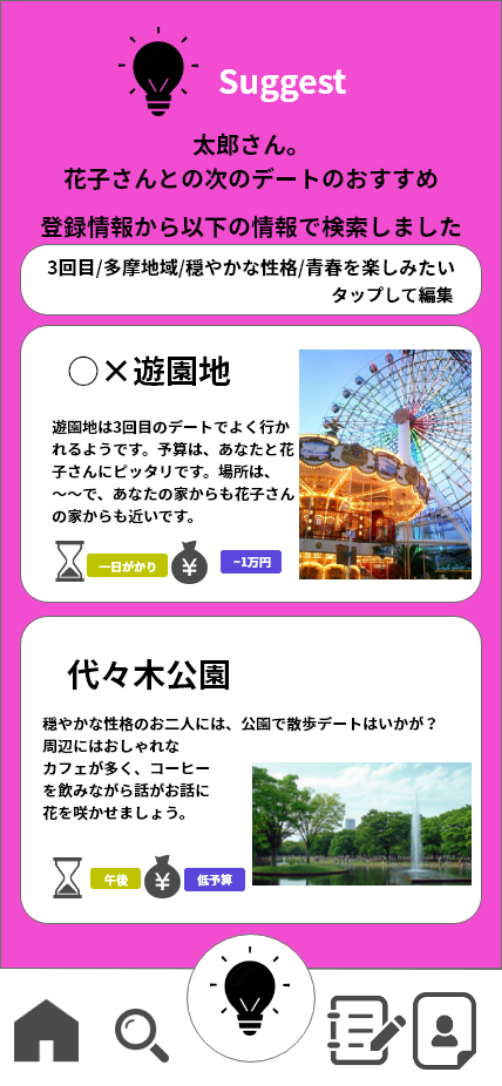 Suggest
太郎さん。
花子さんとの次のデートのおすすめ
登録情報から以下の情報で検索しました
3回目/多摩地域/穏やかな性格/青春を楽しみたい
タップして編集
○×遊園地
遊園地は3回目のデートでよく行か
れるようです。予算は、あなたと花
子さんにピッタリです。場所は、
～～で、あなたの家からも花子さん
の家からも近いです。
一日がかり
¥
~1万円
代々木公園
穏やかな性格のお二人には、公園で散歩デートはいかが？
周辺にはおしゃれな
カフェが多く、コーヒー
を飲みながら話がお話に
花を咲かせましょう。
午後
¥
低予算